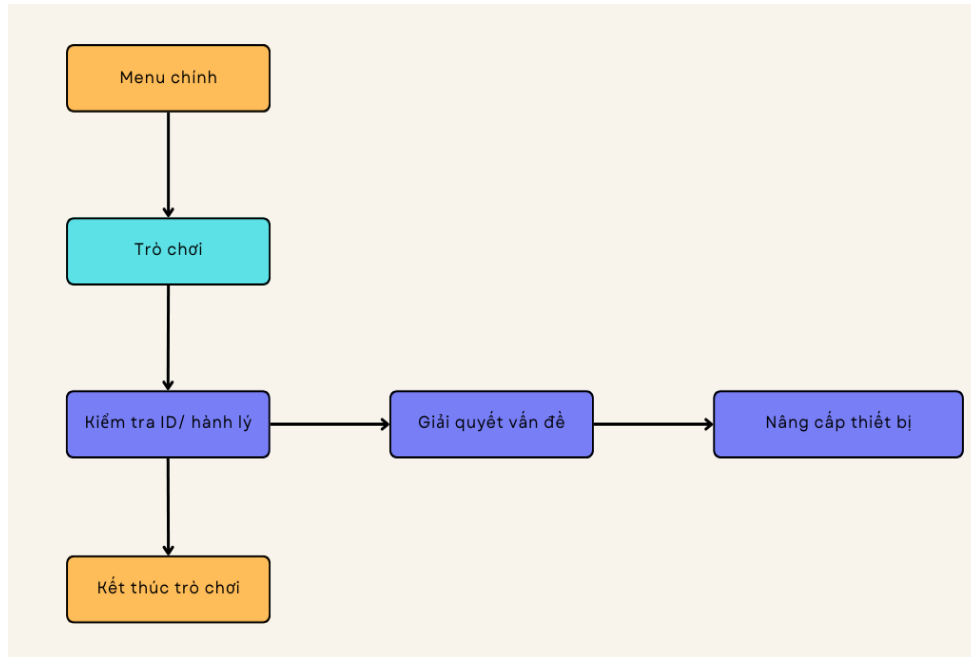 Menu chính
Trò chơi
Kiểm tra ID/ hành lý
Giải quyết vấn đề
Nâng cấp thiết bị
Kết thúc trò chơi